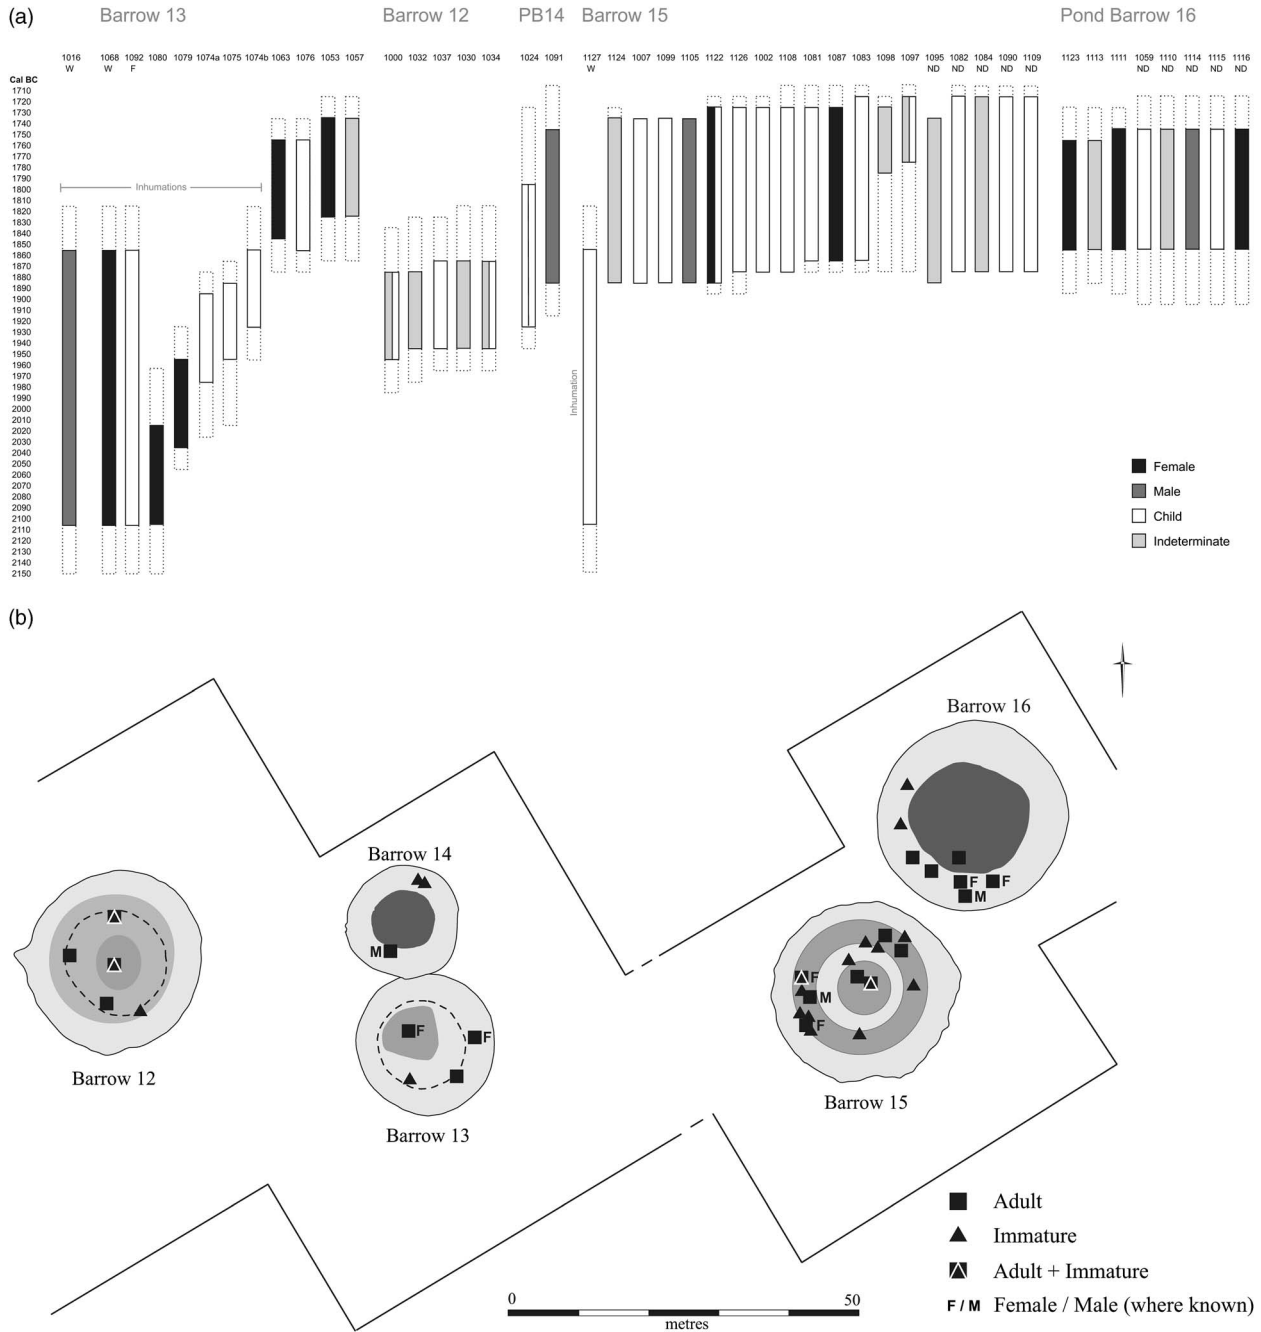 (a)
Barrow 13 Barrow 12 PB14 Barrow 15 Pond Barrow 16
1016 1068 1092 1080 1079 1074a 1075 1074b 1063 1076 1053 1057 1000 1032 1037 1030 1034 1024 1091 1127 1124 1007 1099 1105 1122 1126 1002 1108 1081 1087 1083 1098 1097 1095 1082 1084 1090 1109 1123 1113 1111 1059 1110 1114 1115 1116
W W F W ND ND ND ND ND ND ND ND ND ND
Cal BC
1710
1720
1730
1740
1750
1760
1770
1780
1790
1800
1810
1820
1830
1840
1850
1860
1870
1880
1890
1900
1910
1920
1930
1940
1950
1960
1970
1980
1990
2000
2010
2020
2030
2040
2050
2060
2070
2080
2090
2100
2110
2120
2130
2140
2150
Inhumations
Inhumation
Female
Male
Child
Indeterminate
(b)
Barrow 16
F F
M
Barrow 14
M
F F
Barrow 12
Barrow 13
F
M
F
Barrow 15
Adult
Immature
Adult + Immature
F / M Female / Male (where known)
0 50
metres